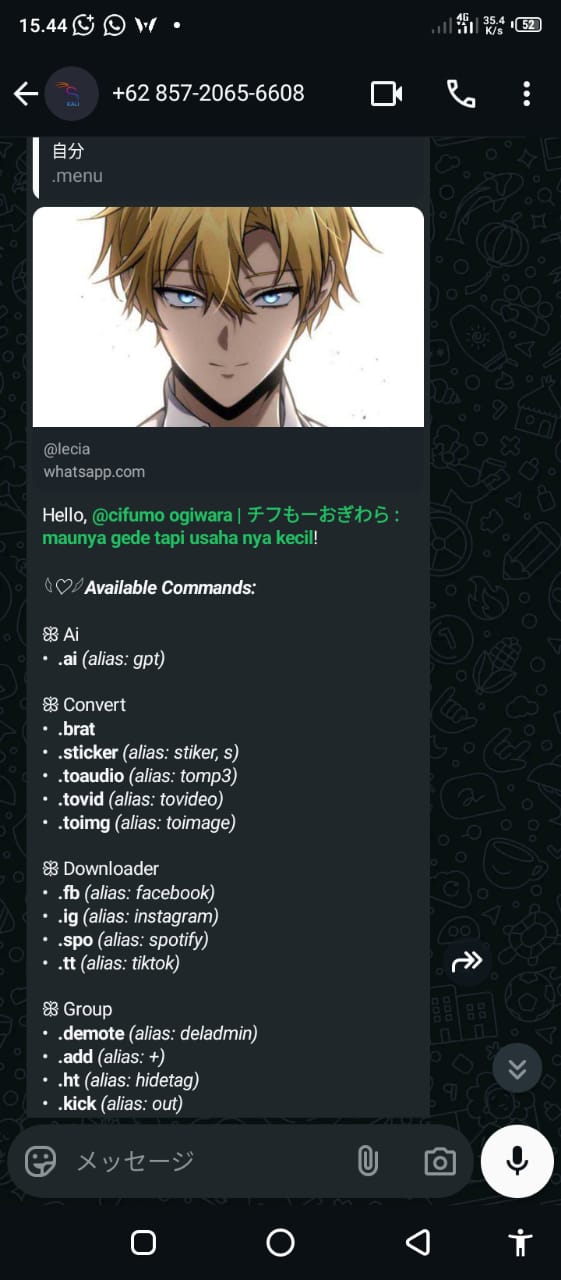 15.44
4G
35.4
K/s
52
KALI
+62 857-2065-6608
自分
.menu
@lecia
whatsapp.com
Hello, @cifumo ogiwara | チフもーおぎわら :
maunya gede tapi usaha nya kecil!
Available Commands:
Ai
• .ai (alias: gpt)
Convert
• .brat
• .sticker (alias: stiker, s)
• .toaudio (alias: tomp3)
• .tovid (alias: tovideo)
• .toimg (alias: toimage)
Downloader
• .fb (alias: facebook)
• .ig (alias: instagram)
• .spo (alias: spotify)
• .tt (alias: tiktok)
Group
• .demote (alias: deladmin)
• .add (alias: +)
• .ht (alias: hidetag)
• .kick (alias: out)
メッセージ